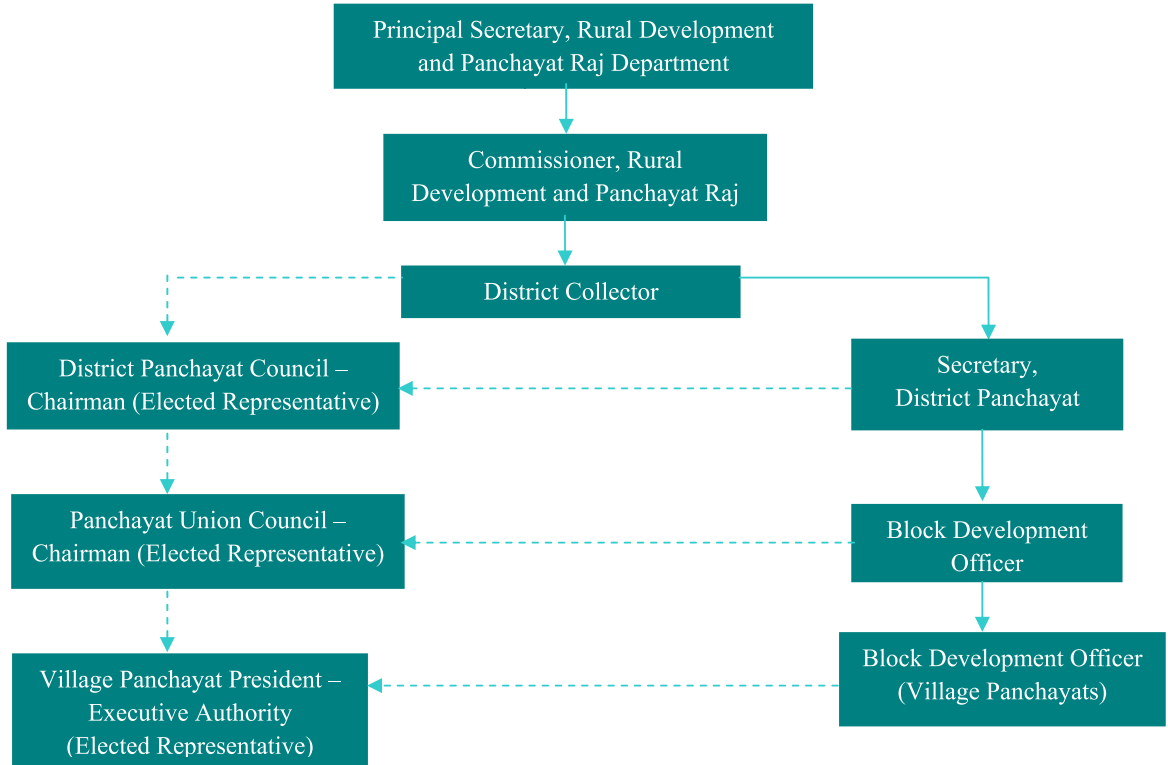 Principal Secretary, Rural Development
and Panchayat Raj Department
Commissioner, Rural
Development and Panchayat Raj
District Collector
District Panchayat Council –
Chairman (Elected Representative)
Secretary,
District Panchayat
Panchayat Union Council –
Chairman (Elected Representative)
Block Development
Officer
Village Panchayat President –
Executive Authority
(Elected Representative)
Block Development Officer
(Village Panchayats)